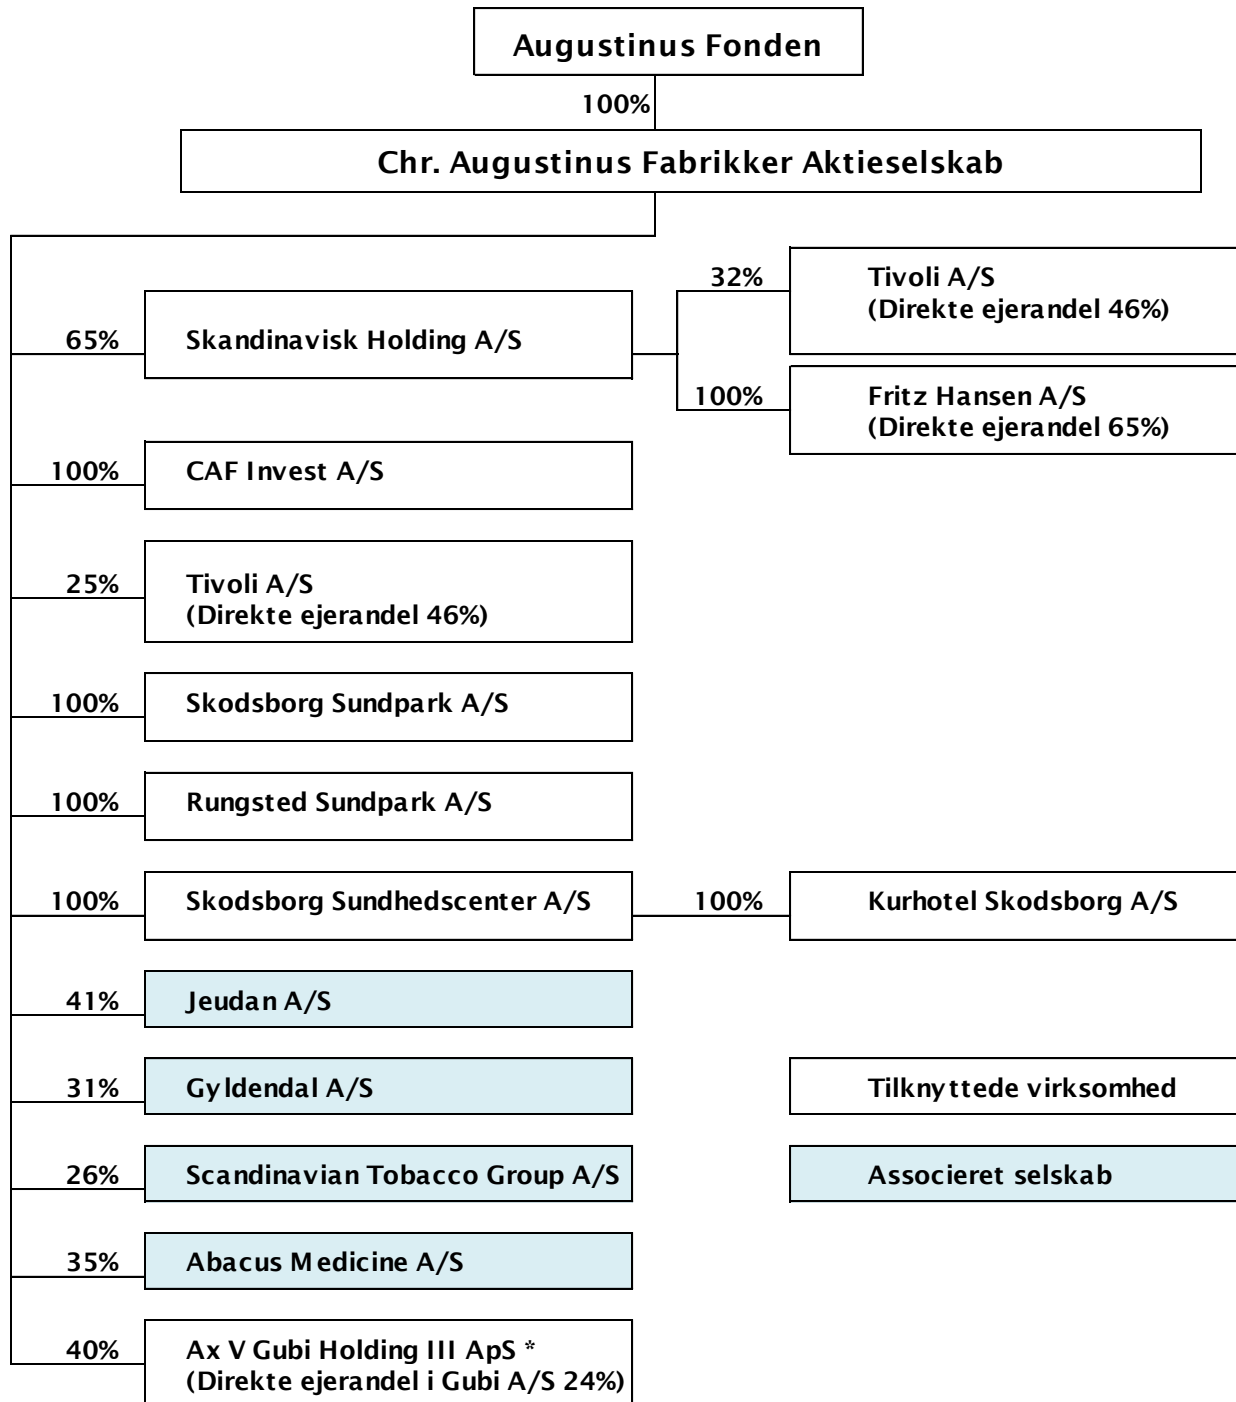 Augustinus Fonden
100%
Chr. Augustinus Fabrikker Aktieselskab
32%
Tivoli A/S
(Direkte ejerandel 46%)
65%
Skandinavisk Holding A/S
100%
Fritz Hansen A/S
(Direkte ejerandel 65%)
100%
CAF Invest A/S
25%
Tivoli A/S
(Direkte ejerandel 46%)
100%
Skodsborg Sundpark A/S
100%
Rungsted Sundpark A/S
100%
Skodsborg Sundhedscenter A/S
100%
Kurhotel Skodsborg A/S
41%
Jeudan A/S
31%
Gyldendal A/S
Tilknyttede virksomhed
26%
Scandinavian Tobacco Group A/S
Associeret selskab
35%
Abacus Medicine A/S
40%
Ax V Gubi Holding III ApS *
(Direkte ejerandel i Gubi A/S 24%)